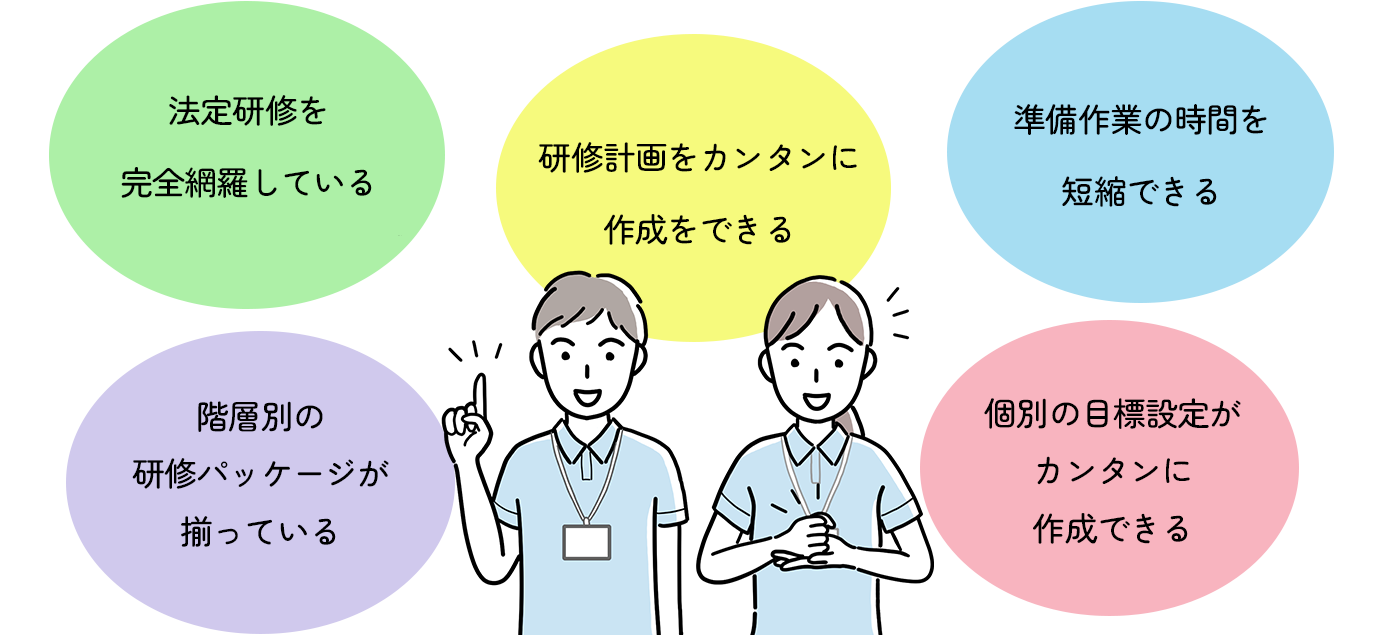 法定研修を
完全網羅している
研修計画をカンタンに
作成をできる
準備作業の時間を
短縮できる
階層別の
研修パッケージが
揃っている
個別の目標設定が
カンタンに
作成できる